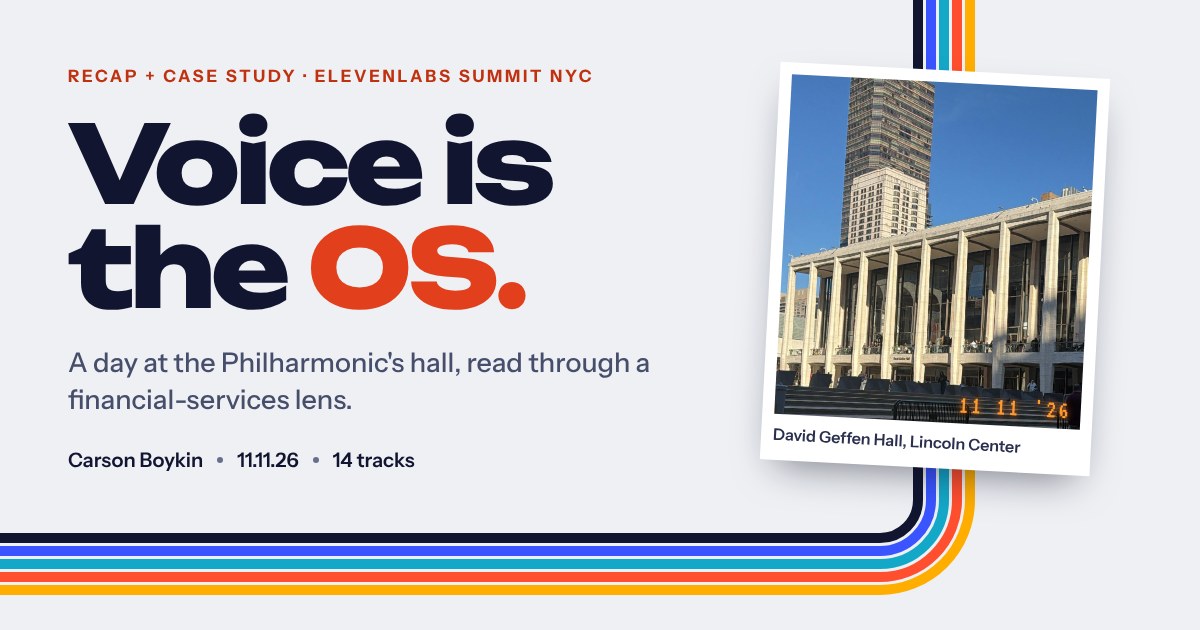 RECAP + CASE STUDY · ELEVENLABS SUMMIT NYC
Voice is
the OS.
A day at the Philharmonic's hall, read through a
financial-services lens.
Carson Boykin • 11.11.26 • 14 tracks
11 11 '26
David Geffen Hall, Lincoln Center